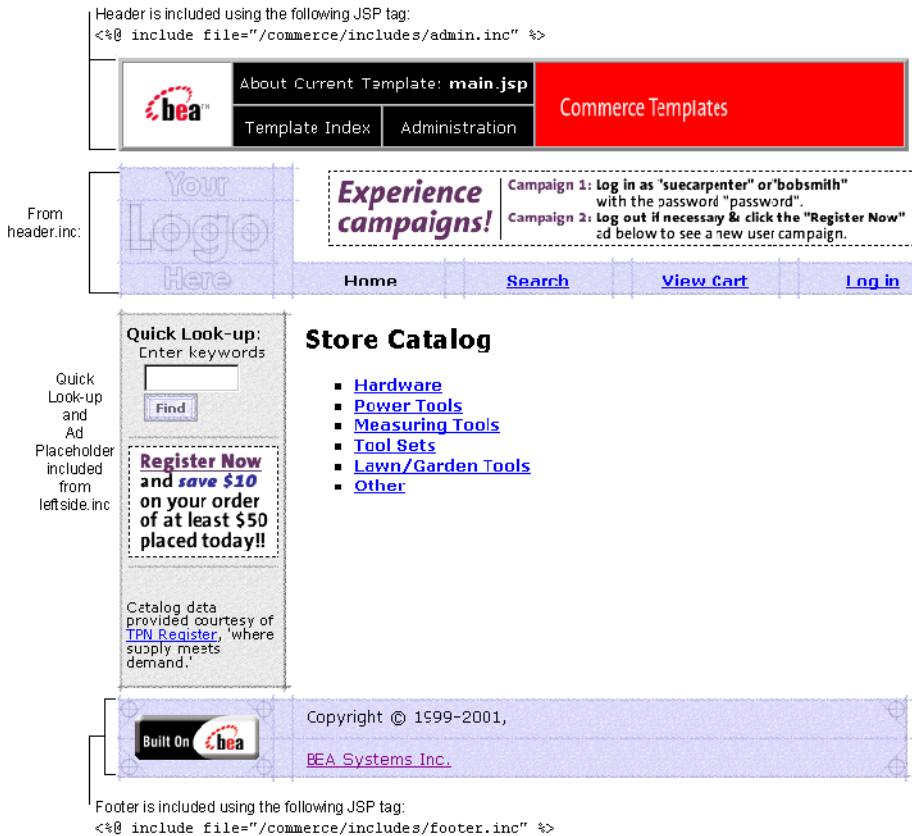 Header is included using the following JSP tag:
<%@ include file="/commerce/includes/admin.inc" %>
bea™
About Current Template: main.jsp
Template Index
Administration
Commerce Templates
From
header.inc:
Your
Logo
Here
Experience
campaigns!
Campaign 1: Log in as "suecarpenter" or "bobsmith"
with the password "password".
Campaign 2: Log out if necessary & click the "Register Now"
ad below to see a new user campaign.
Home
Search
View Cart
Log in
Quick
Look-up
and
Ad
Placeholder
included
from
leftside.inc
Quick Look-up:
Enter keywords
Find
Register Now
and save $10
on your order
of at least $50
placed today!!
Catalog data
provided courtesy of
TPN Register, 'where
supply meets
demand.'
Store Catalog
Hardware
Power Tools
Measuring Tools
Tool Sets
Lawn/Garden Tools
Other
Built On bea
Copyright © 1999-2001,
BEA Systems Inc.
Footer is included using the following JSP tag:
<%@ include file="/commerce/includes/footer.inc" %>